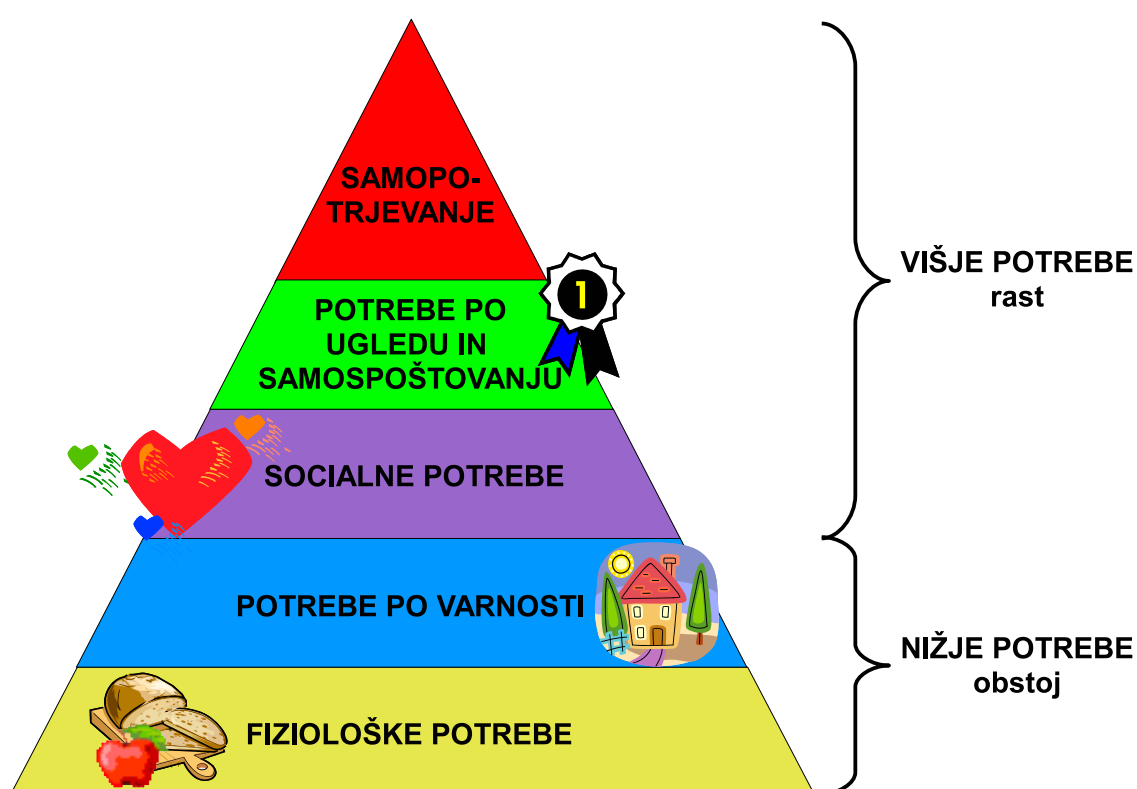 SAMOPO-
TRJEVANJE
POTREBE PO
UGLEDU IN
SAMOSPOŠTOVANJU
1
SOCIALNE POTREBE
POTREBE PO VARNOSTI
FIZIOLOŠKE POTREBE
VIŠJE POTREBE
rast
NIŽJE POTREBE
obstoj